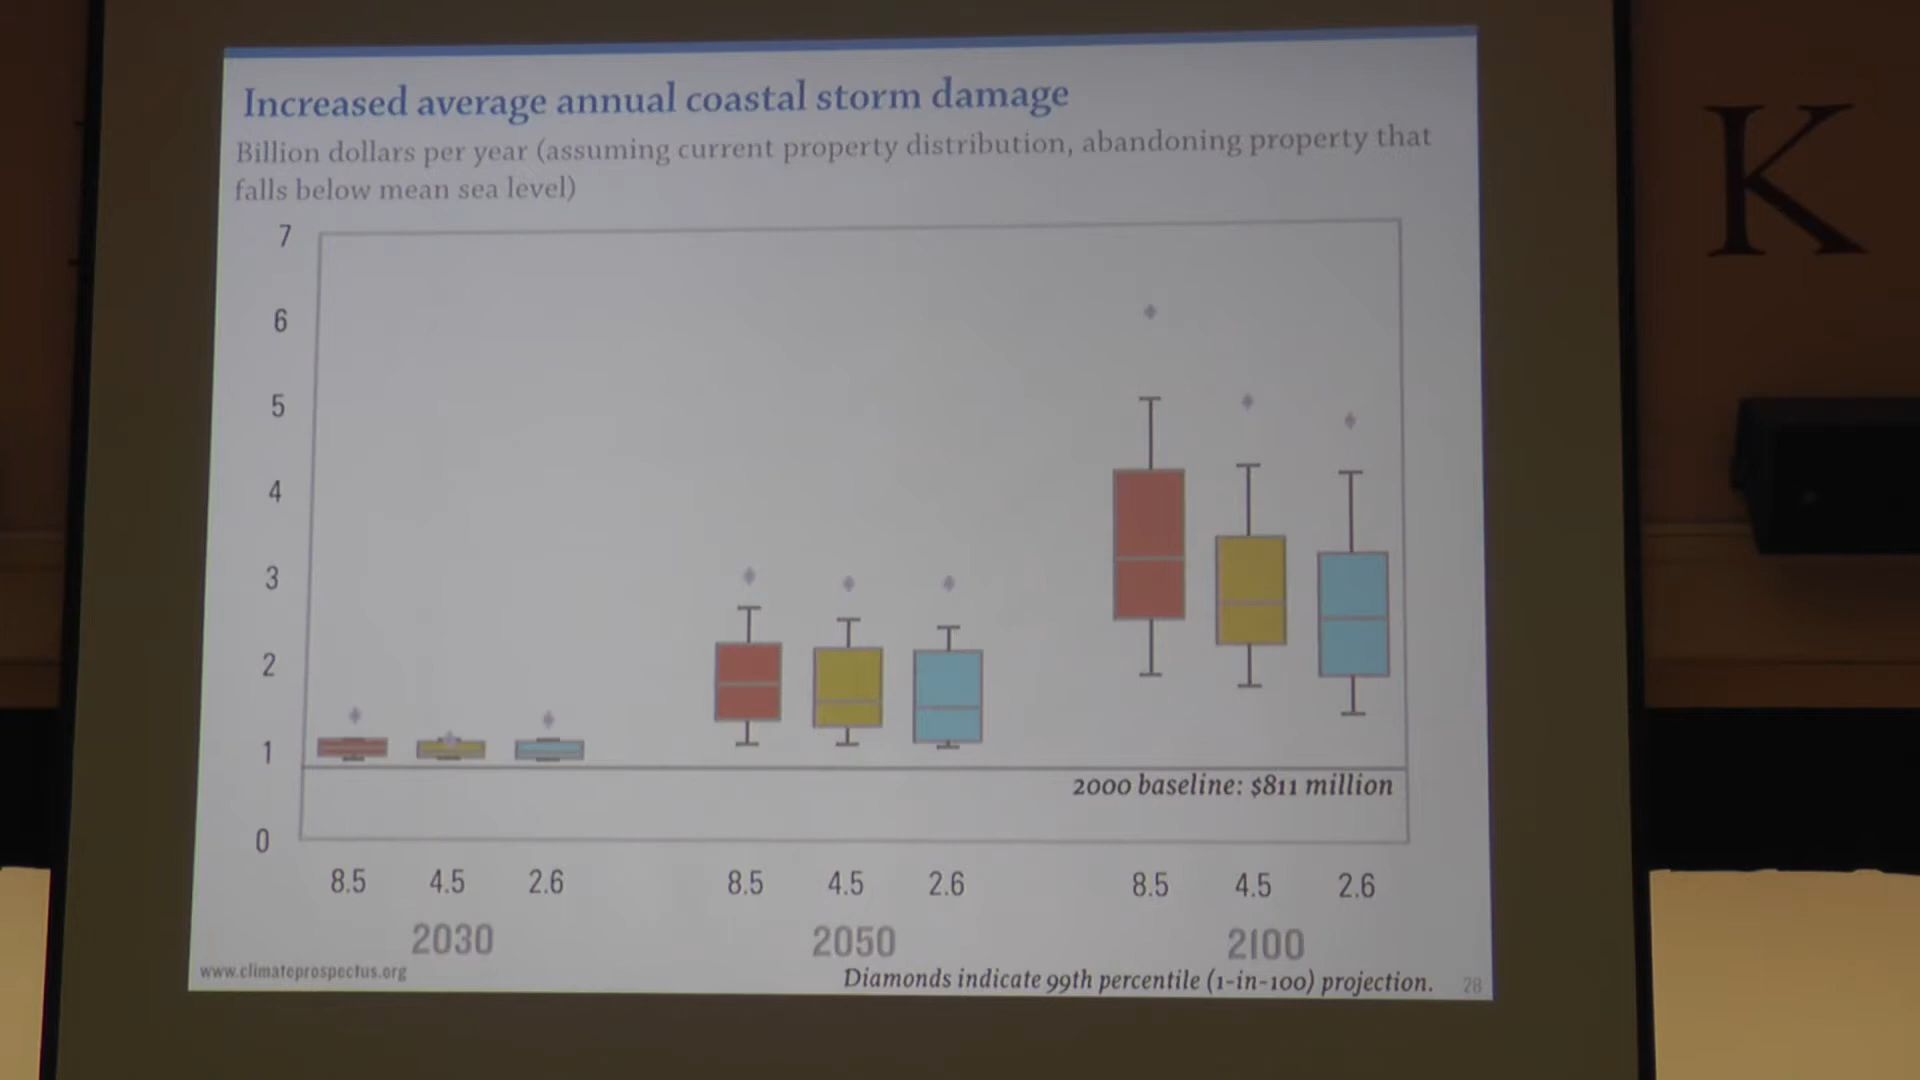 Increased average annual coastal storm damage
Billion dollars per year (assuming current property distribution, abandoning property that
falls below mean sea level)
7
6
5
4
3
2
1
0
2000 baseline: $811 million
8.5 4.5 2.6 8.5 4.5 2.6 8.5 4.5 2.6
2030 2050 2100
www.climateprospectus.org
Diamonds indicate 99th percentile (1-in-100) projection.
28
K